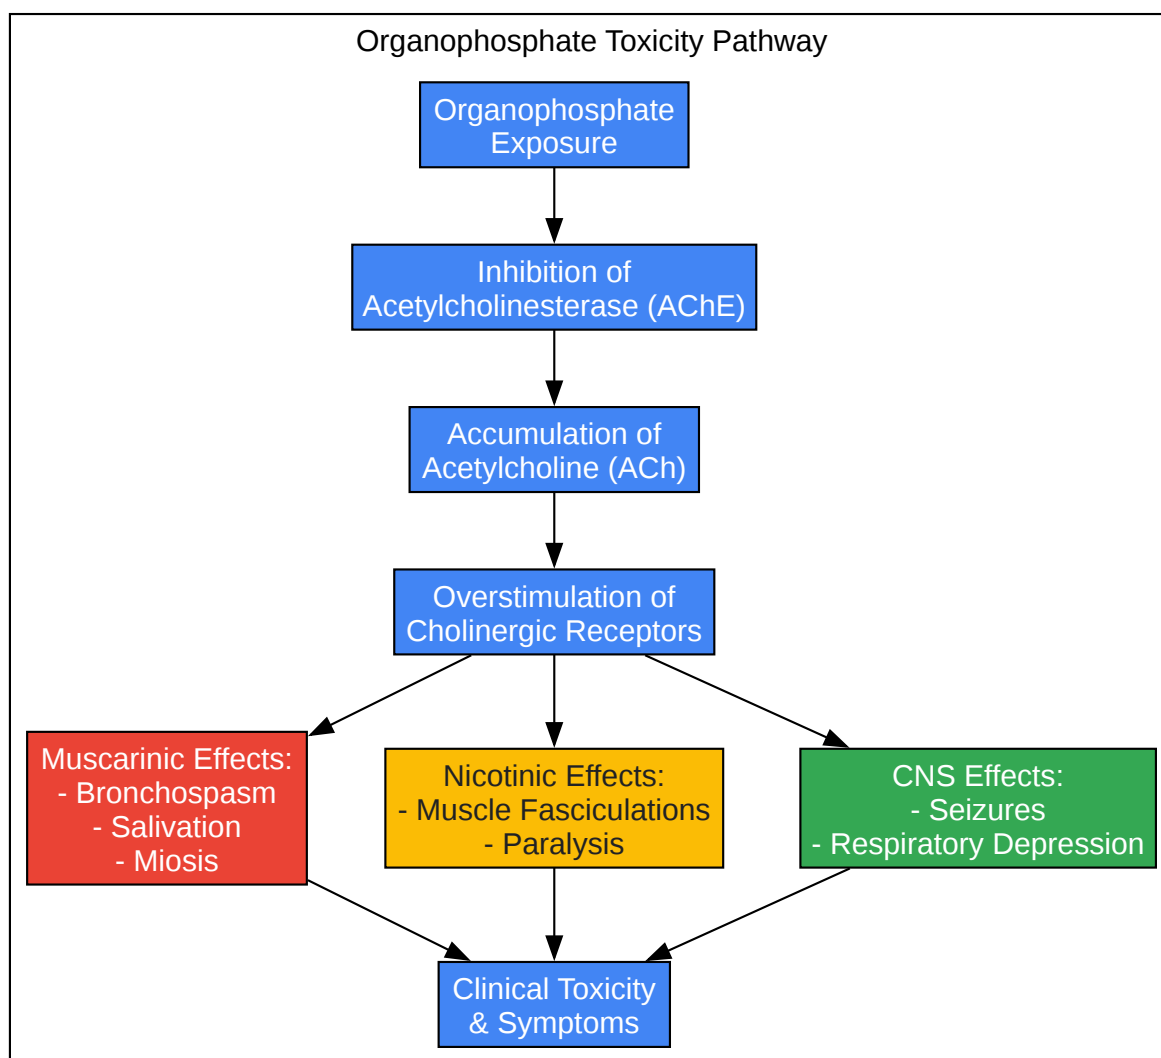 Organophosphate Toxicity Pathway
Organophosphate
Exposure
Inhibition of
Acetylcholinesterase (AChE)
Accumulation of
Acetylcholine (ACh)
Overstimulation of
Cholinergic Receptors
Muscarinic Effects:
- Bronchospasm
- Salivation
- Miosis
Nicotinic Effects:
- Muscle Fasciculations
- Paralysis
CNS Effects:
- Seizures
- Respiratory Depression
Clinical Toxicity
& Symptoms